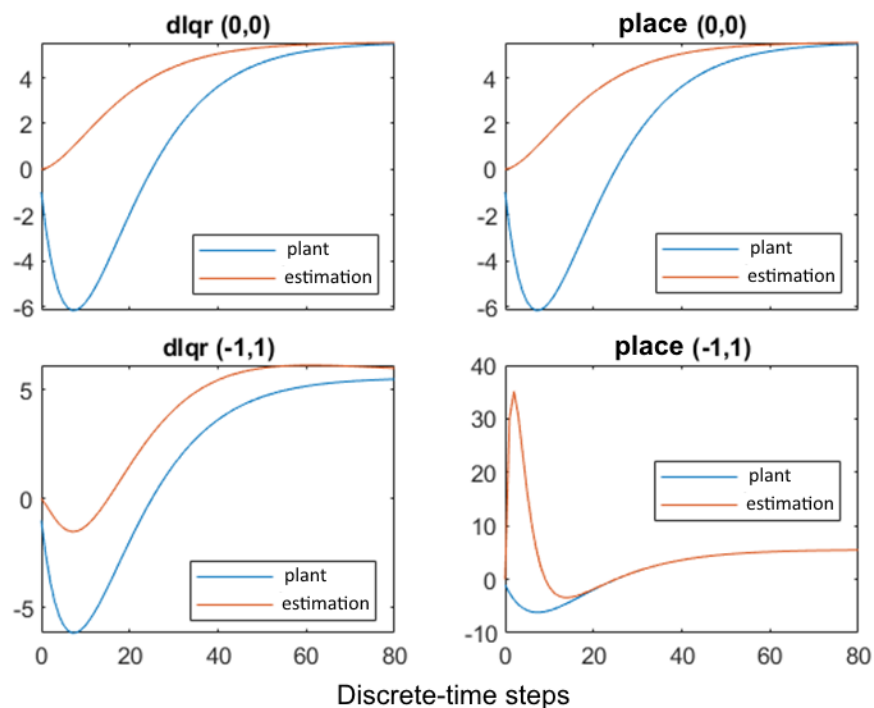 dlqr (0,0)
4
2
0
-2
-4
-6
plant
estimation
place (0,0)
4
2
0
-2
-4
-6
plant
estimation
dlqr (-1,1)
5
0
-5
0 20 40 60 80
plant
estimation
place (-1,1)
40
30
20
10
0
-10
0 20 40 60 80
plant
estimation
Discrete-time steps